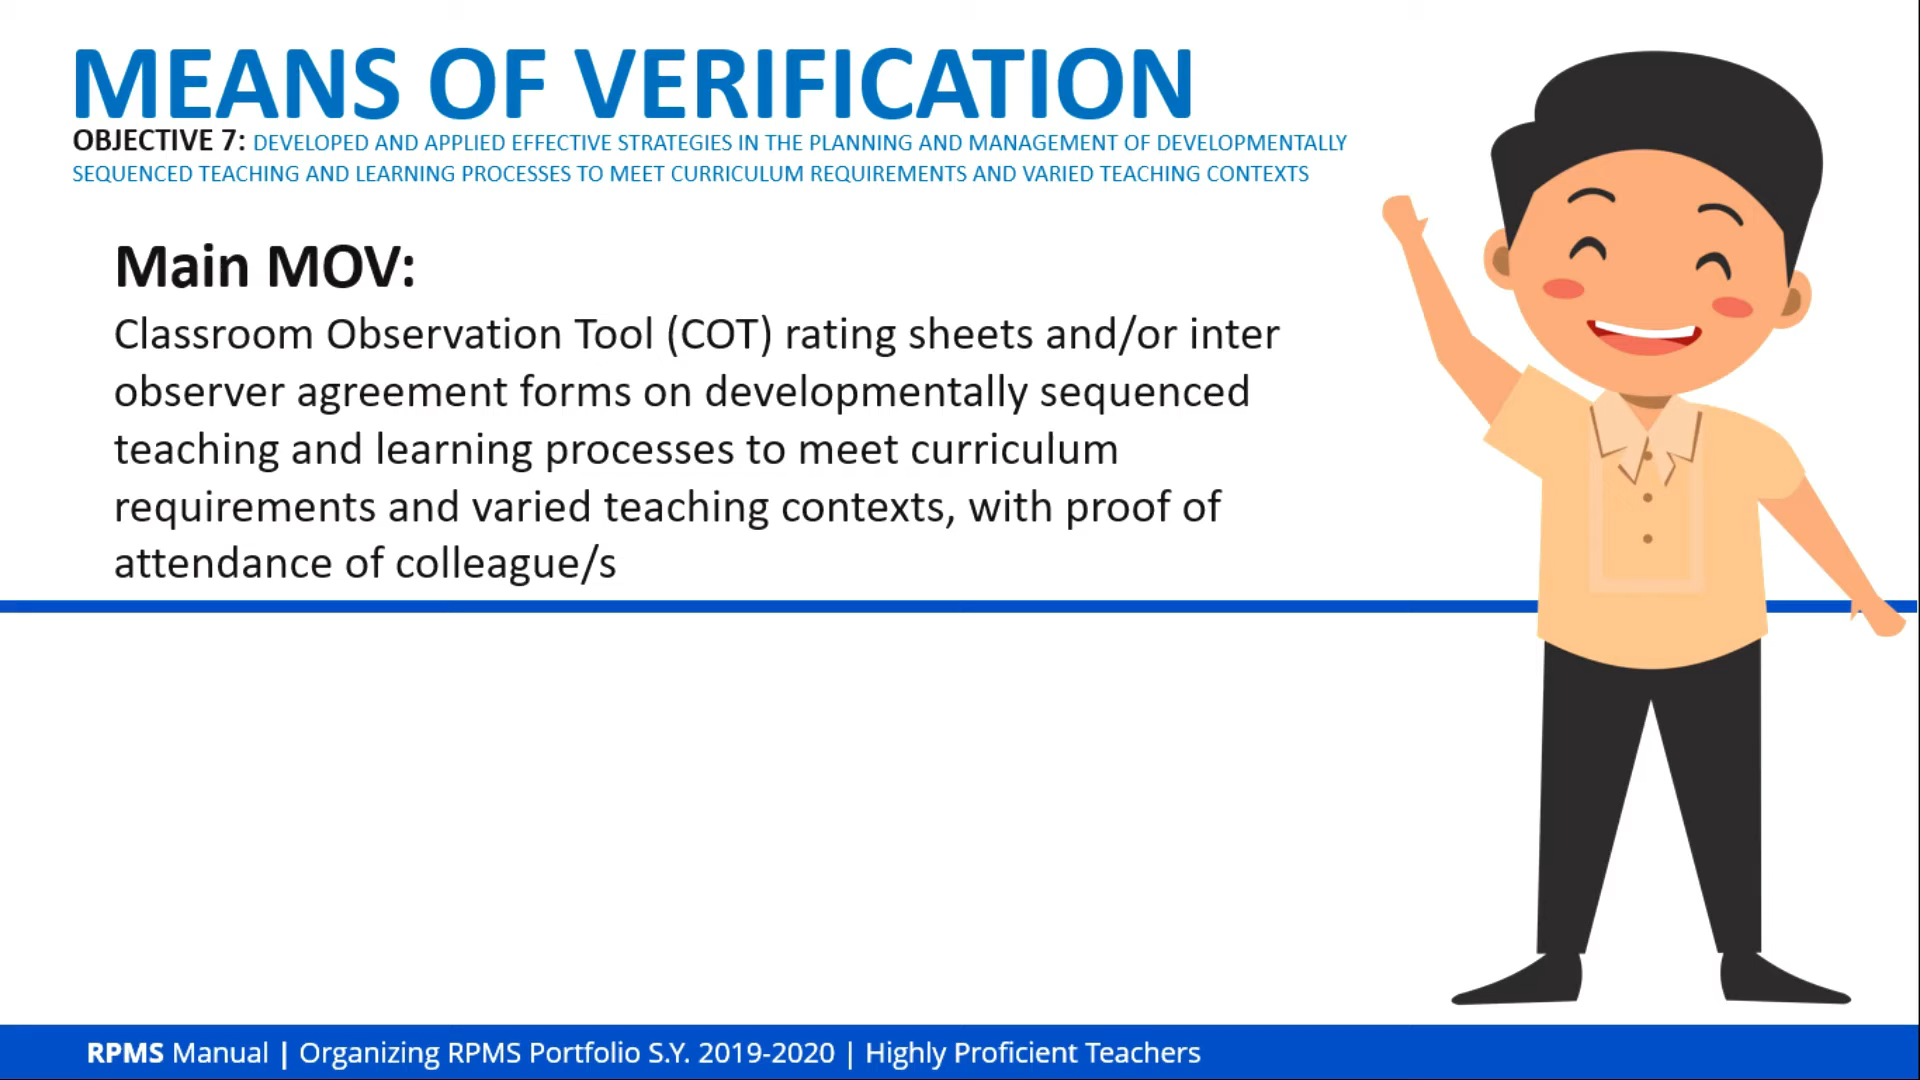 MEANS OF VERIFICATION
OBJECTIVE 7: DEVELOPED AND APPLIED EFFECTIVE STRATEGIES IN THE PLANNING AND MANAGEMENT OF DEVELOPMENTALLY
SEQUENCED TEACHING AND LEARNING PROCESSES TO MEET CURRICULUM REQUIREMENTS AND VARIED TEACHING CONTEXTS
Main MOV:
Classroom Observation Tool (COT) rating sheets and/or inter
observer agreement forms on developmentally sequenced
teaching and learning processes to meet curriculum
requirements and varied teaching contexts, with proof of
attendance of colleague/s
RPMS Manual | Organizing RPMS Portfolio S.Y. 2019-2020 | Highly Proficient Teachers